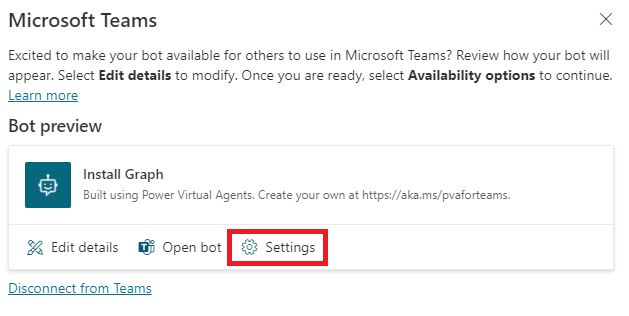 Microsoft Teams
Excited to make your bot available for others to use in Microsoft Teams? Review how your bot will
appear. Select Edit details to modify. Once you are ready, select Availability options to continue.
Learn more
Bot preview
Install Graph
Built using Power Virtual Agents. Create your own at https://aka.ms/pvaforteams.
Edit details Open bot Settings
Disconnect from Teams